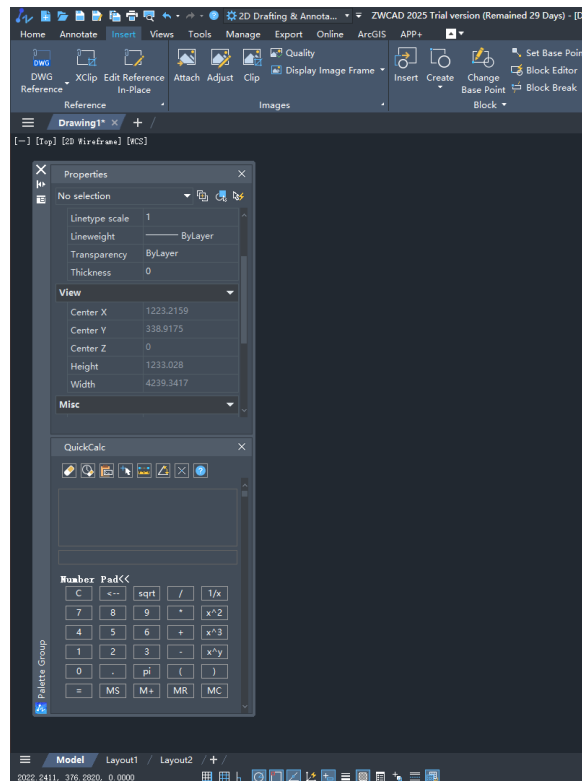 2D Drafting & Annota... ZWCAD 2025 Trial version (Remained 29 Days) - [D
Home Annotate Insert Views Tools Manage Export Online ArcGIS APP+
DWG
DWG Reference
XClip
Edit Reference In-Place
Attach
Adjust
Clip
Quality
Display Image Frame
Insert
Create
Change Base Point
Set Base Poin
Block Editor
Block Break
Reference Images Block
Drawing1*
[-] [Top] [2D Wireframe] [WCS]
Properties
No selection
Linetype scale 1
Lineweight ByLayer
Transparency ByLayer
Thickness 0
View
Center X 1223.2159
Center Y 338.9175
Center Z 0
Height 1233.028
Width 4239.3417
Misc
QuickCalc
Number Pad<<
C <-- sqrt / 1/x
7 8 9 * x^2
4 5 6 + x^3
1 2 3 - x^y
0 . pi ( )
= MS M+ MR MC
Palette Group
Model Layout1 / Layout2 / + /
2022.2411, 376.2820, 0.0000